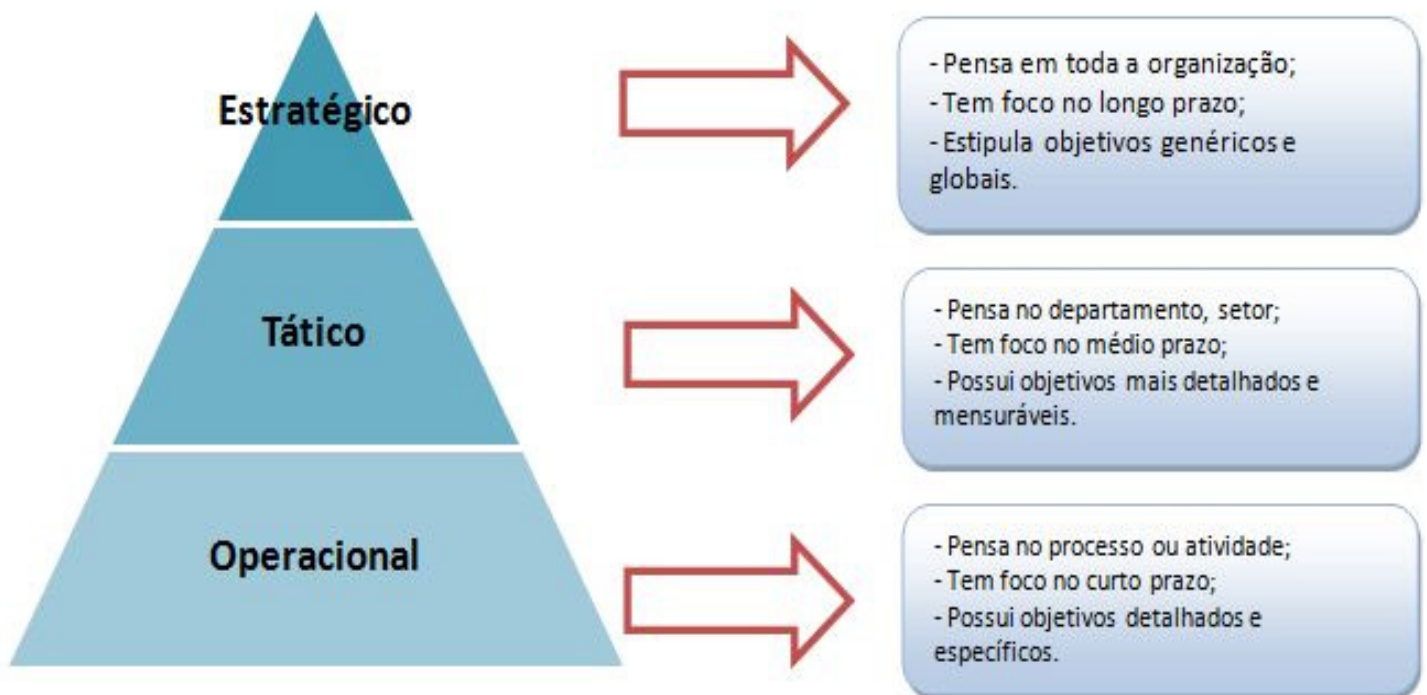 Estratégico
- Pensa em toda a organização;
- Tem foco no longo prazo;
- Estipula objetivos genéricos e
globais.
Tático
- Pensa no departamento, setor;
- Tem foco no médio prazo;
- Possui objetivos mais detalhados e
mensuráveis.
Operacional
- Pensa no processo ou atividade;
- Tem foco no curto prazo;
- Possui objetivos detalhados e
específicos.